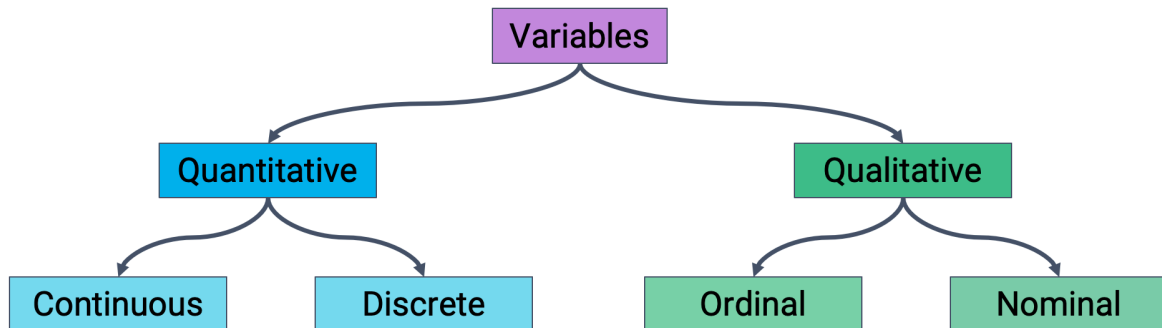 Variables
Quantitative
Qualitative
Continuous
Discrete
Ordinal
Nominal